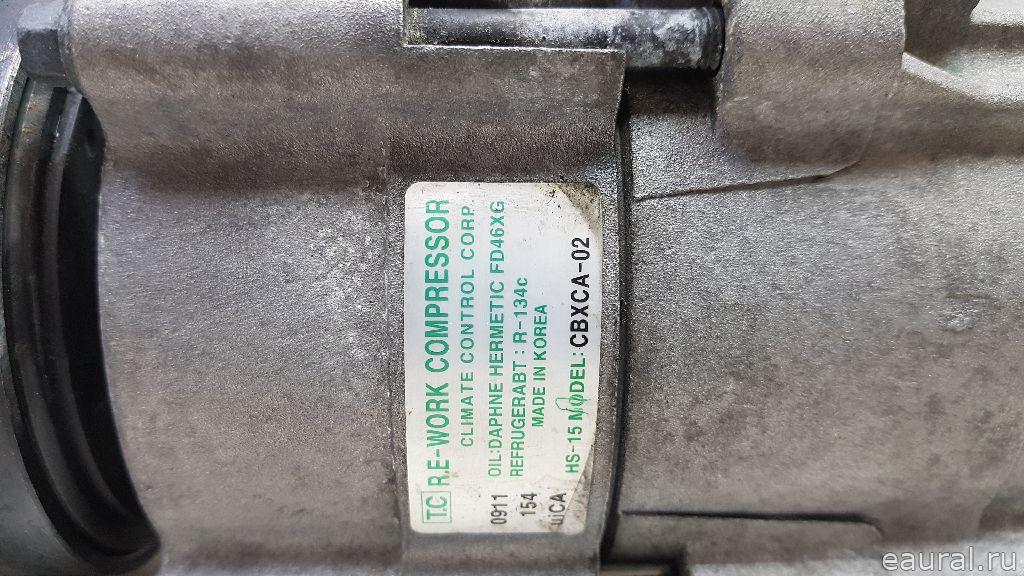 T.C R.E-WORK COMPRESSOR
CLIMATE CONTROL CORP.
0911 OIL:DAPHNE HERMETIC FD46XG
154 REFRUGERABT : R-134c
MADE IN KOREA
HS-15 MODEL: CBXCA-02
eaural.ru